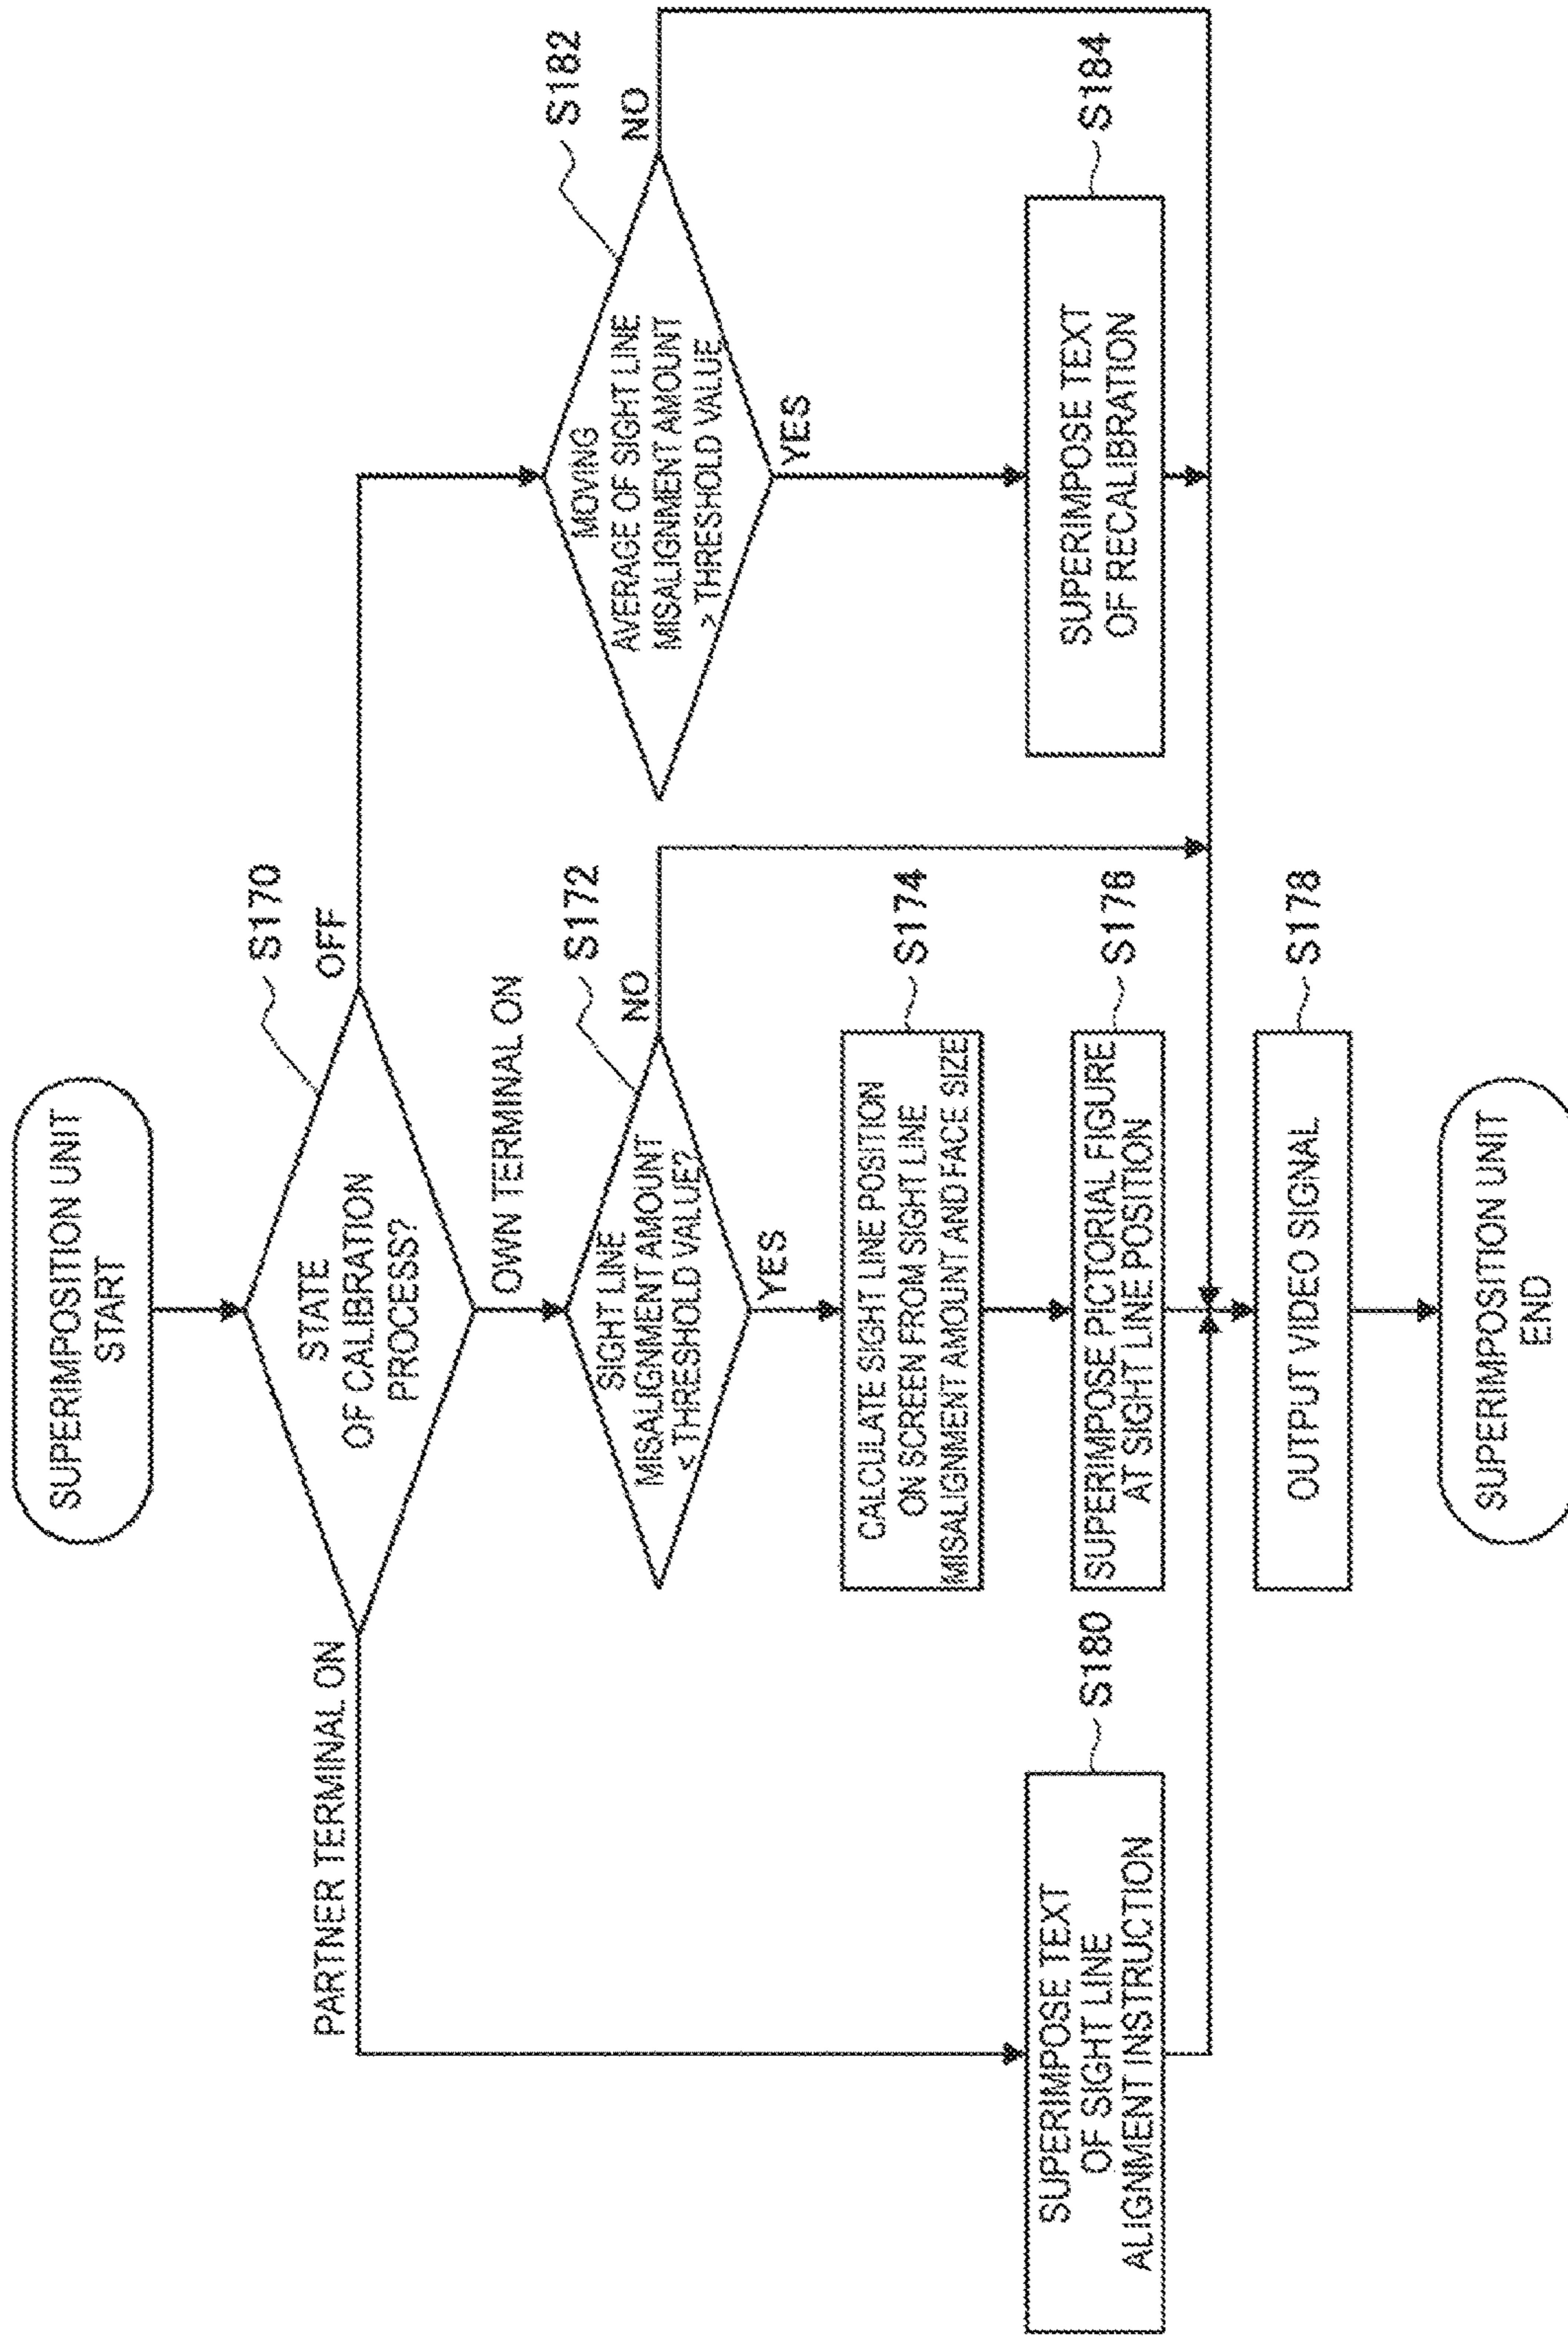 SUPERIMPOSITION UNIT
START
STATE
OF CALIBRATION
PROCESS?
S170
PARTNER TERMINAL ON
OWN TERMINAL ON
OFF
SIGHT LINE
MISALIGNMENT AMOUNT
< THRESHOLD VALUE?
S172
NO
YES
MOVING
AVERAGE OF SIGHT LINE
MISALIGNMENT AMOUNT
> THRESHOLD VALUE
S182
NO
YES
CALCULATE SIGHT LINE POSITION
ON SCREEN FROM SIGHT LINE
MISALIGNMENT AMOUNT AND FACE SIZE
S174
SUPERIMPOSE TEXT
OF SIGHT LINE
ALIGNMENT INSTRUCTION
S180
SUPERIMPOSE PICTORIAL FIGURE
AT SIGHT LINE POSITION
S176
SUPERIMPOSE TEXT
OF RECALIBRATION
S184
OUTPUT VIDEO SIGNAL
S178
SUPERIMPOSITION UNIT
END